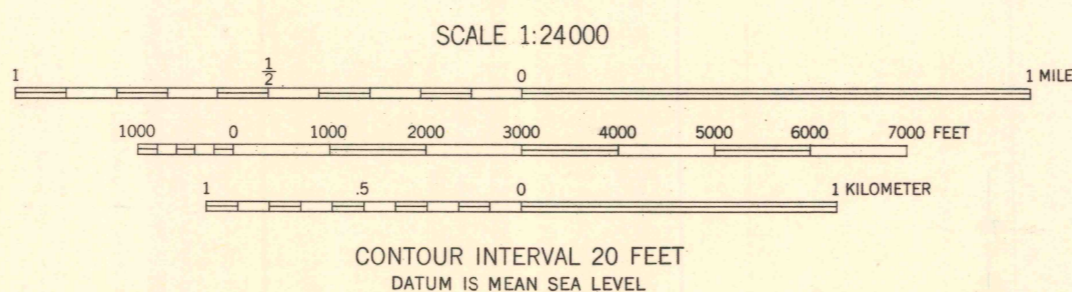 SCALE 1:24000
1 1/2 0 1 MILE
1000 0 1000 2000 3000 4000 5000 6000 7000 FEET
1 .5 0 1 KILOMETER
CONTOUR INTERVAL 20 FEET
DATUM IS MEAN SEA LEVEL